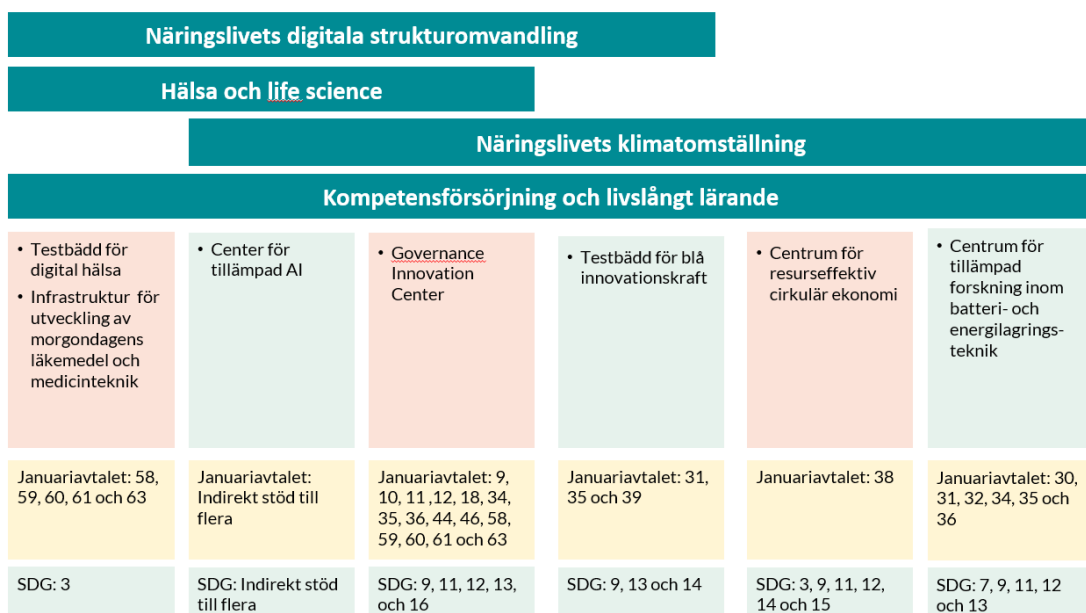 Näringslivets digitala strukturomvandling
Hälsa och life science
Näringslivets klimatomställning
Kompetensförsörjning och livslångt lärande
• Testbädd för
digital hälsa
• Infrastruktur för
utveckling av
morgondagens
läkemedel och
medicinteknik
• Center för
tillämpad AI
• Governance
Innovation
Center
• Testbädd för blå
innovationskraft
• Centrum för
resurseffektiv
cirkulär ekonomi
• Centrum för
tillämpad
forskning inom
batteri- och
energilagrings-
teknik
Januariavtalet: 58,
59, 60, 61 och 63
Januariavtalet:
Indirekt stöd till
flera
Januariavtalet: 9,
10, 11 ,12, 18, 34,
35, 36, 44, 46, 58,
59, 60, 61 och 63
Januariavtalet: 31,
35 och 39
Januariavtalet: 38
Januariavtalet: 30,
31, 32, 34, 35 och
36
SDG: 3
SDG: Indirekt stöd
till flera
SDG: 9, 11, 12, 13,
och 16
SDG: 9, 13 och 14
SDG: 3, 9, 11, 12,
14 och 15
SDG: 7, 9, 11, 12
och 13